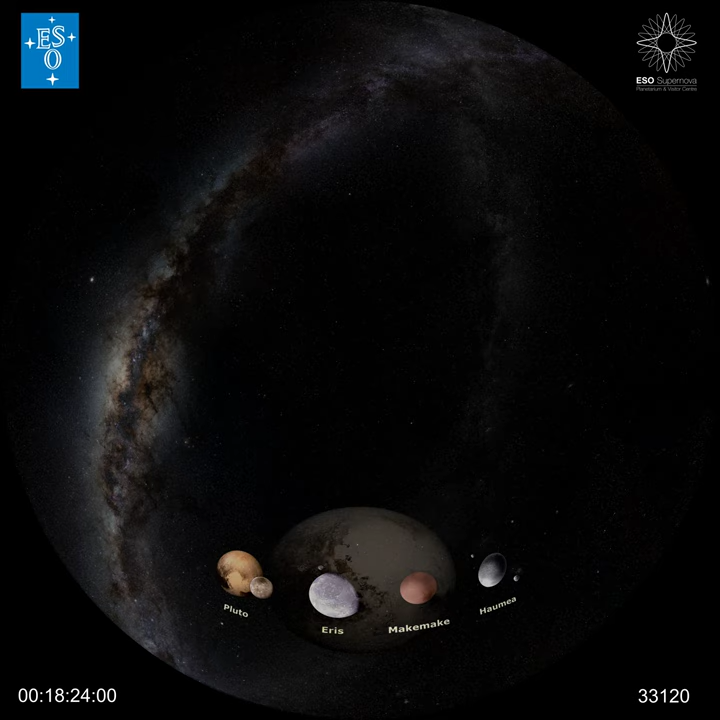 ESO
ESO Supernova
Planetarium & Visitor Centre
Pluto
Eris
Makemake
Haumea
00:18:24:00
33120